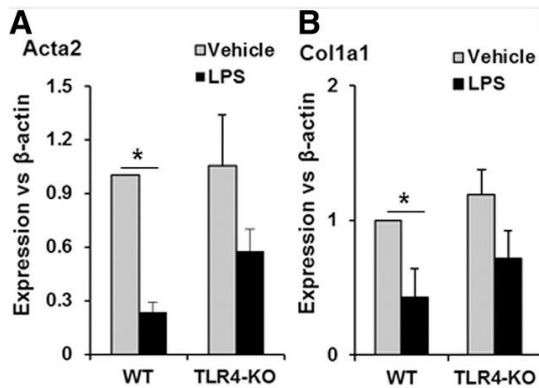 A
Acta2
Vehicle
LPS
Expression vs β-actin
1.5
1.2
0.9
0.6
0.3
0
*
WT
TLR4-KO
B
Col1a1
Vehicle
LPS
Expression vs β-actin
2
1
0
*
WT
TLR4-KO